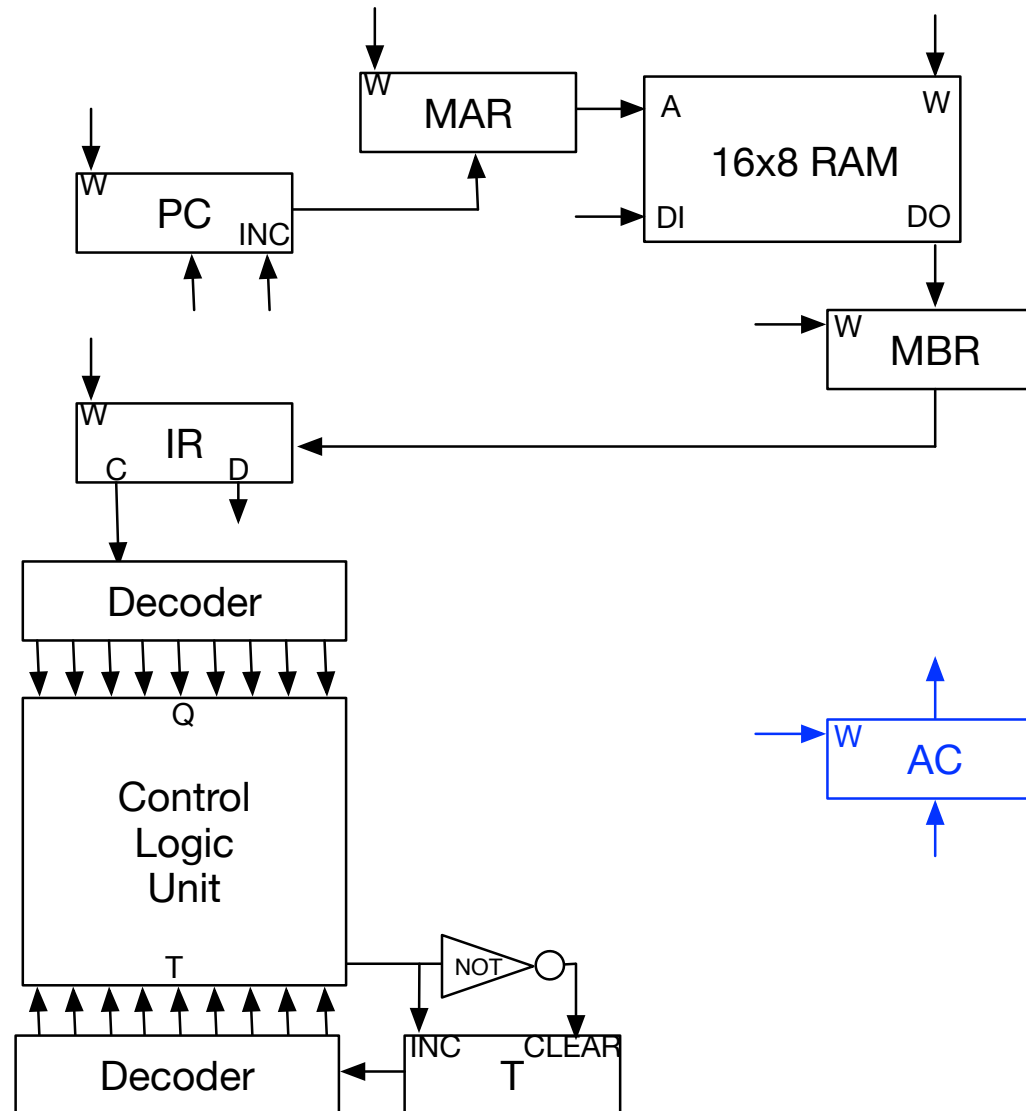 W
MAR
A
W
16x8 RAM
DI
DO
W
PC
INC
W
MBR
W
IR
C
D
Decoder
Q
Control
Logic
Unit
T
W
AC
NOT
INC
CLEAR
T
Decoder